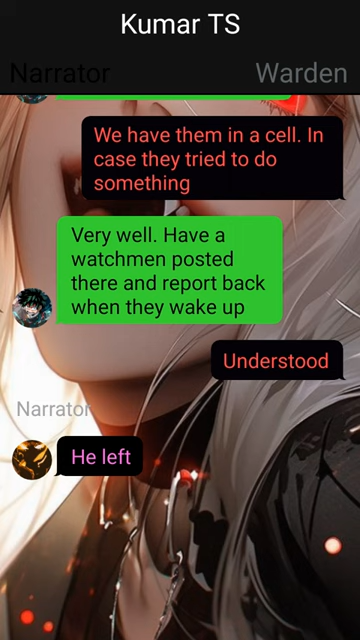 Kumar TS
Narrator
Warden
We have them in a cell. In
case they tried to do
something
Very well. Have a
watchmen posted
there and report back
when they wake up
Understood
Narrator
He left